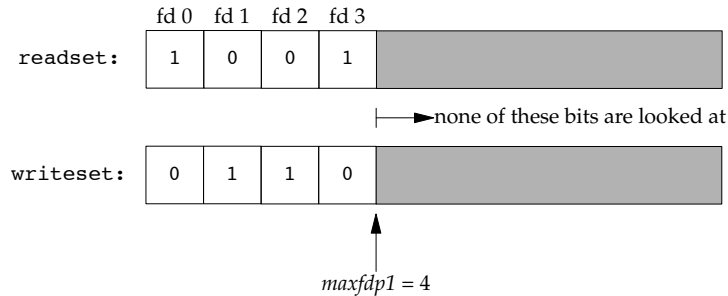 fd 0 fd 1 fd 2 fd 3
readset: 1 0 0 1
none of these bits are looked at
writeset: 0 1 1 0
maxfdp1 = 4